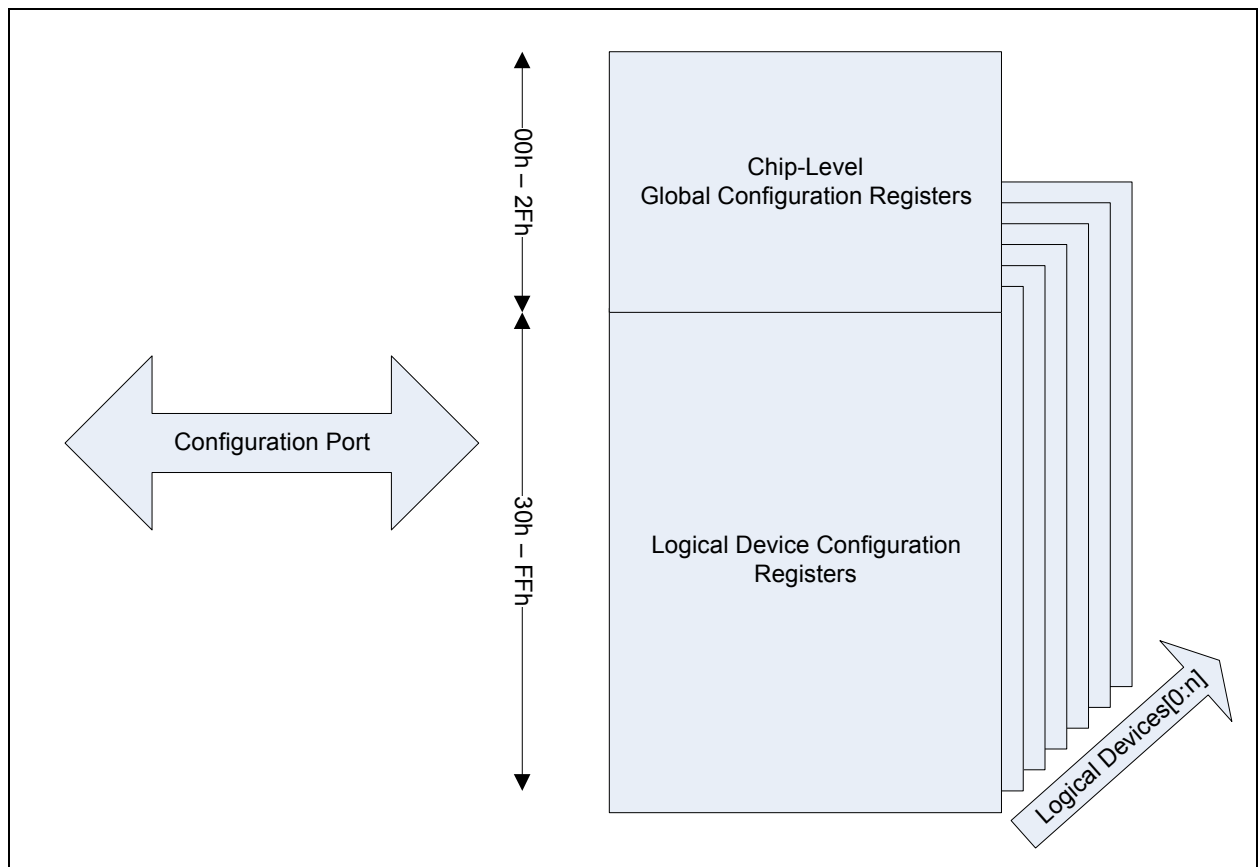 00h – 2Fh
Chip-Level
Global Configuration Registers
Configuration Port
30h – FFh
Logical Device Configuration
Registers
Logical Devices[0:n]